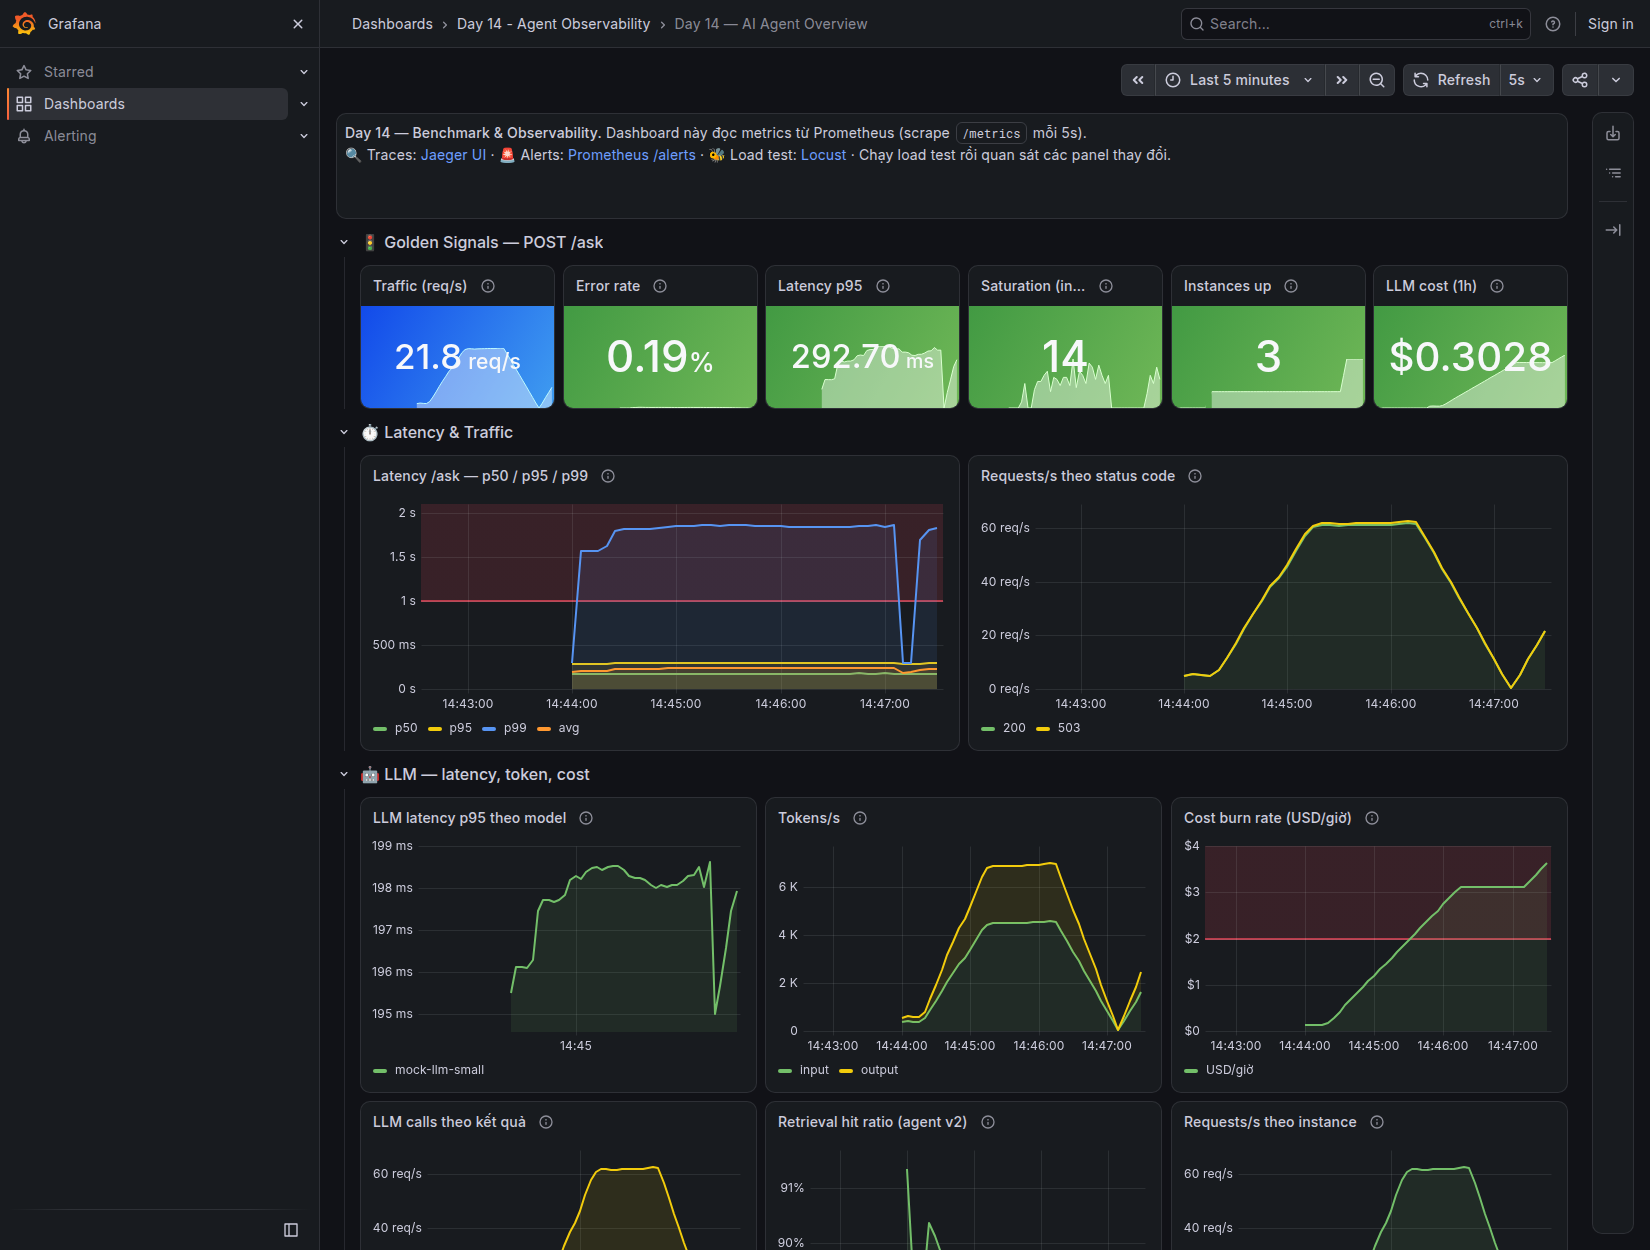 Grafana
Dashboards › Day 14 - Agent Observability › Day 14 — AI Agent Overview
Search...
ctrl+k
Sign in
Starred
Dashboards
Alerting
Last 5 minutes
Refresh
5s
Day 14 — Benchmark & Observability. Dashboard này đọc metrics từ Prometheus (scrape /metrics mỗi 5s).
Traces: Jaeger UI · Alerts: Prometheus /alerts · Load test: Locust · Chạy load test rồi quan sát các panel thay đổi.
Golden Signals — POST /ask
Traffic (req/s)
21.8 req/s
Error rate
0.19%
Latency p95
292.70 ms
Saturation (in...
14
Instances up
3
LLM cost (1h)
$0.3028
Latency & Traffic
Latency /ask — p50 / p95 / p99
2 s
1.5 s
1 s
500 ms
0 s
14:43:00 14:44:00 14:45:00 14:46:00 14:47:00
p50 p95 p99 avg
Requests/s theo status code
60 req/s
40 req/s
20 req/s
0 req/s
14:43:00 14:44:00 14:45:00 14:46:00 14:47:00
200 503
LLM — latency, token, cost
LLM latency p95 theo model
199 ms
198 ms
197 ms
196 ms
195 ms
14:45
mock-llm-small
Tokens/s
6 K
4 K
2 K
0
14:43:00 14:44:00 14:45:00 14:46:00 14:47:00
input output
Cost burn rate (USD/giờ)
$4
$3
$2
$1
$0
14:43:00 14:44:00 14:45:00 14:46:00 14:47:00
USD/giờ
LLM calls theo kết quả
60 req/s
40 req/s
Retrieval hit ratio (agent v2)
91%
90%
Requests/s theo instance
60 req/s
40 req/s